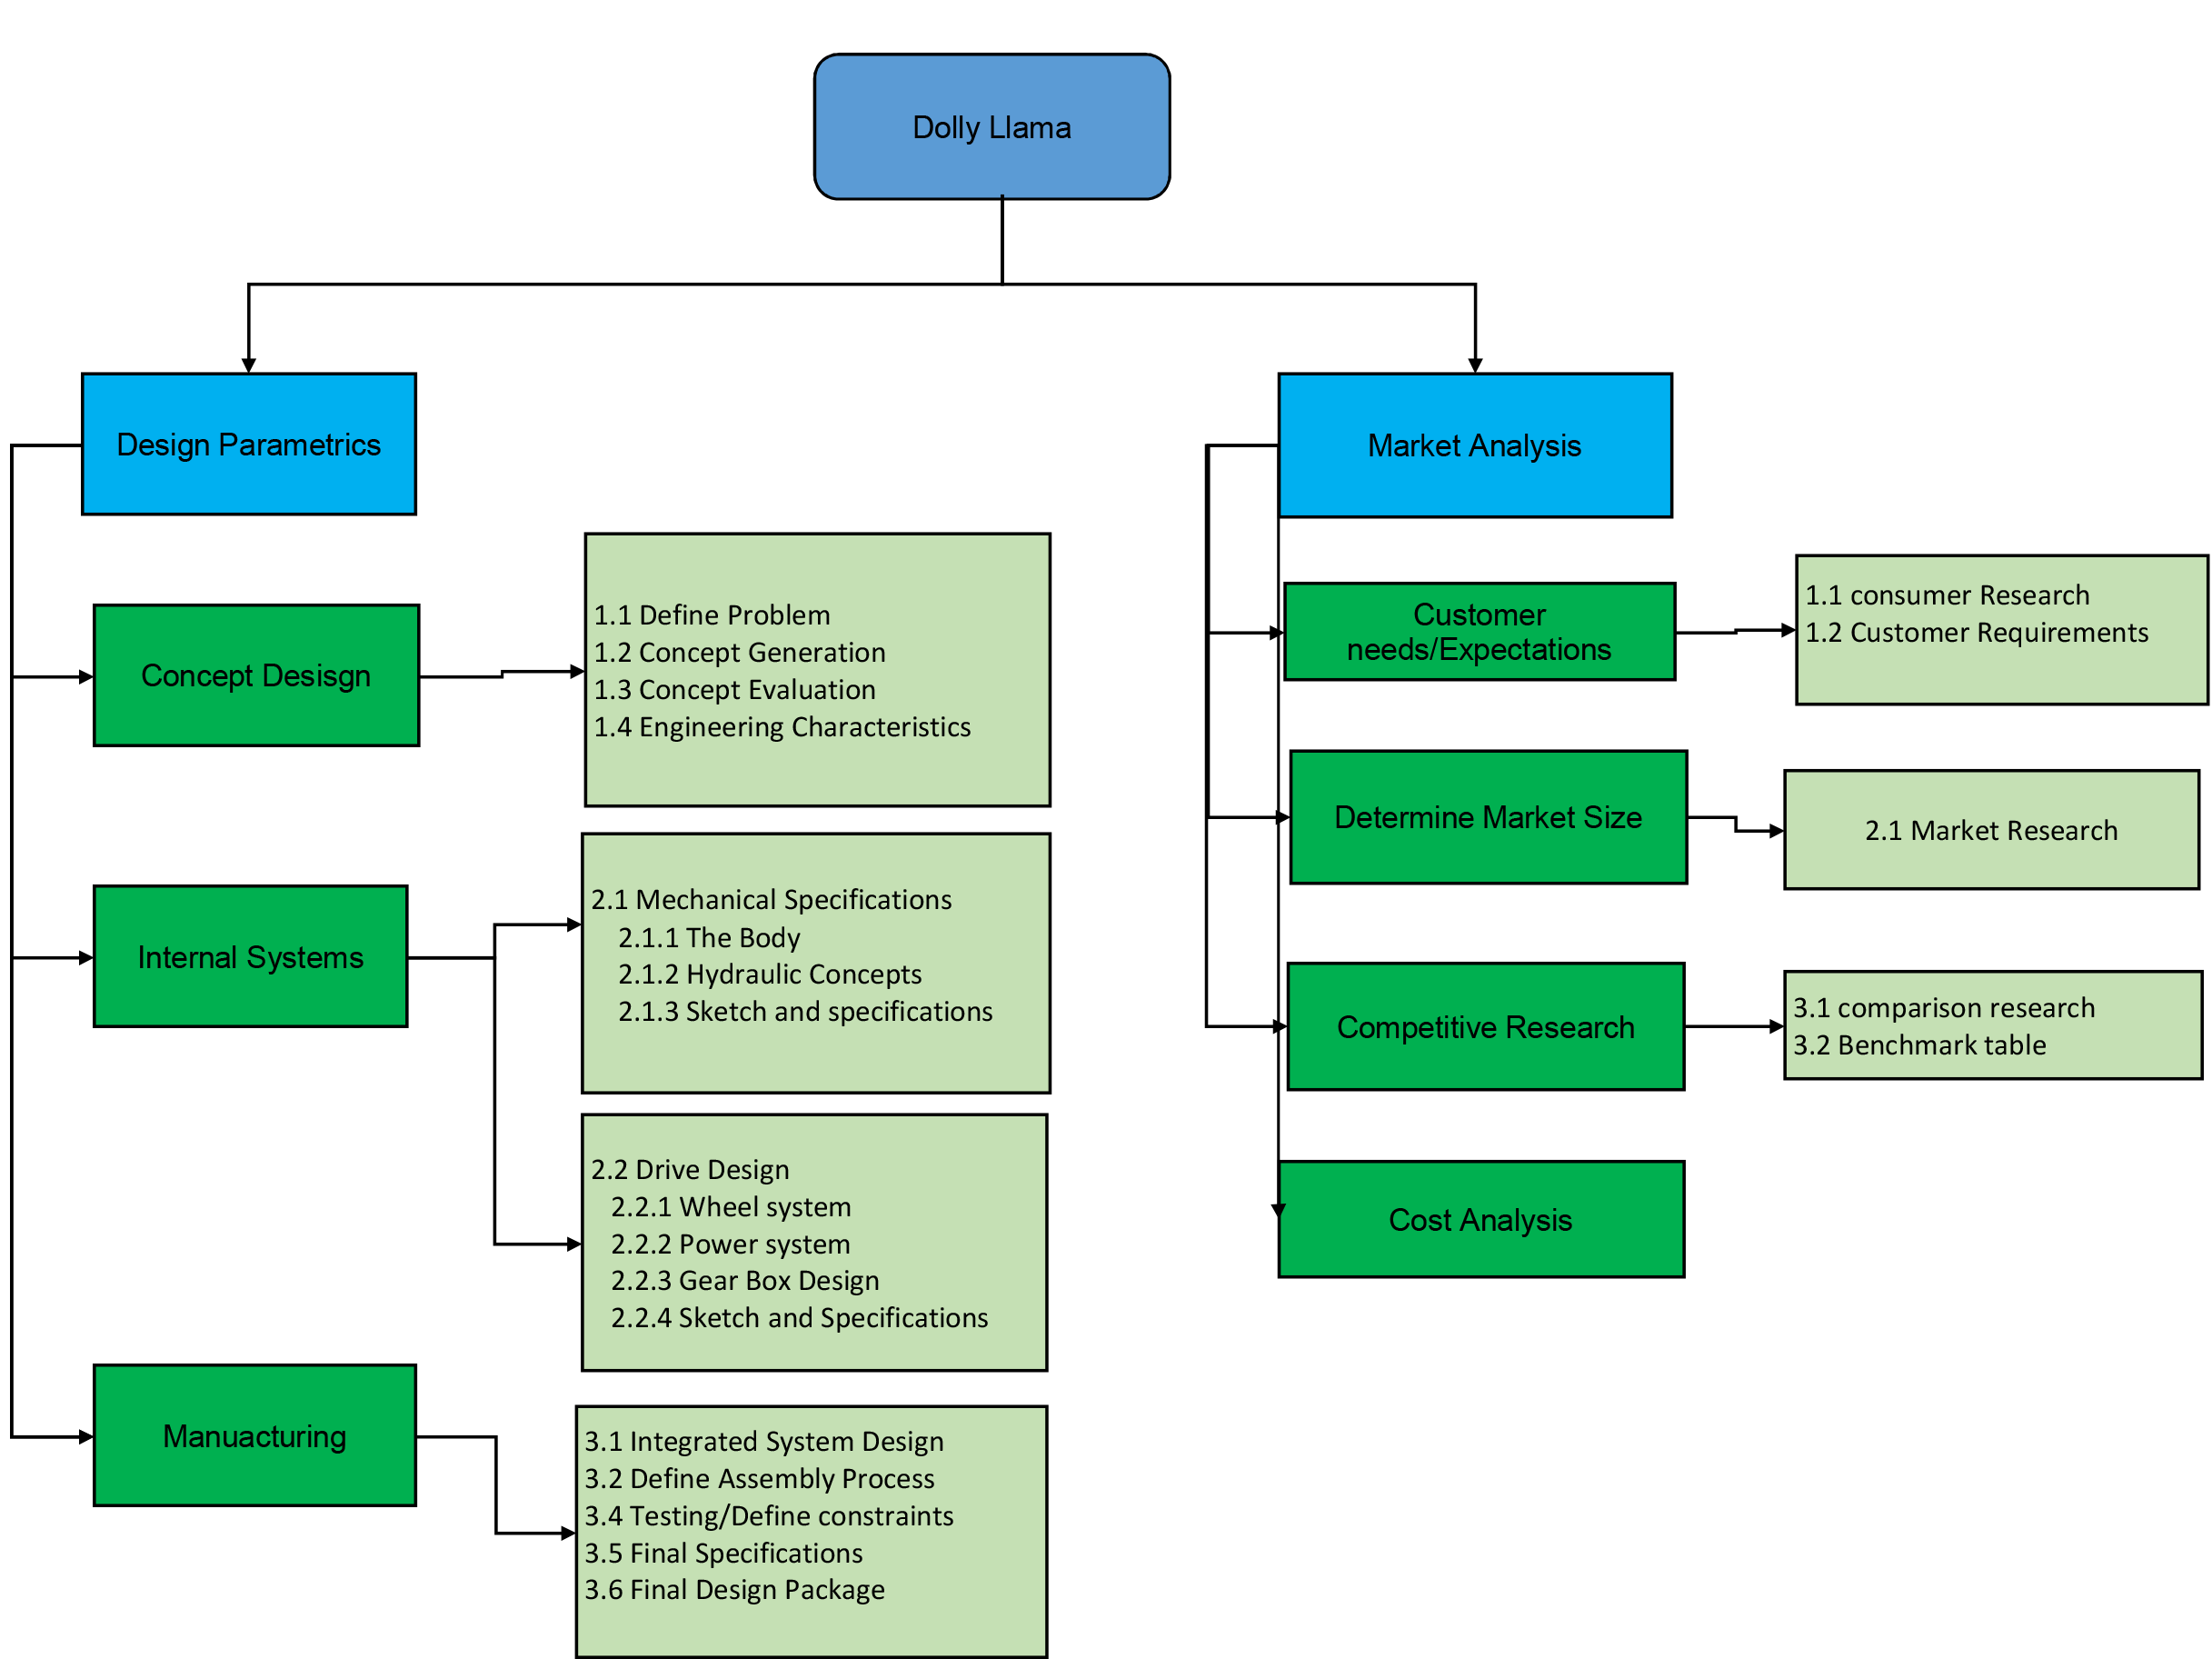 Dolly Llama
Design Parametrics
Concept Desisgn
1.1 Define Problem
1.2 Concept Generation
1.3 Concept Evaluation
1.4 Engineering Characteristics
Internal Systems
2.1 Mechanical Specifications
2.1.1 The Body
2.1.2 Hydraulic Concepts
2.1.3 Sketch and specifications
2.2 Drive Design
2.2.1 Wheel system
2.2.2 Power system
2.2.3 Gear Box Design
2.2.4 Sketch and Specifications
Manuacturing
3.1 Integrated System Design
3.2 Define Assembly Process
3.4 Testing/Define constraints
3.5 Final Specifications
3.6 Final Design Package
Market Analysis
Customer
needs/Expectations
1.1 consumer Research
1.2 Customer Requirements
Determine Market Size
2.1 Market Research
Competitive Research
3.1 comparison research
3.2 Benchmark table
Cost Analysis